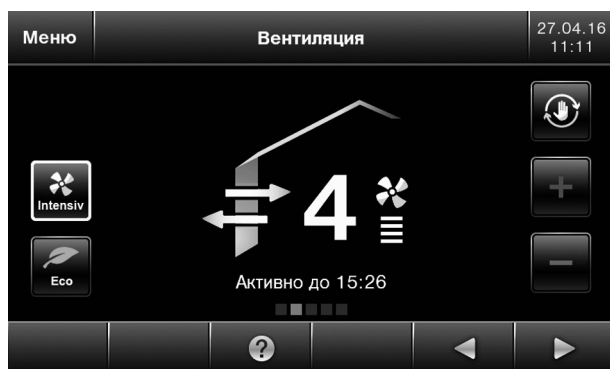 Меню
Вентиляция
27.04.16
11:11
Intensiv
4
+
Eco
−
Активно до 15:26
?